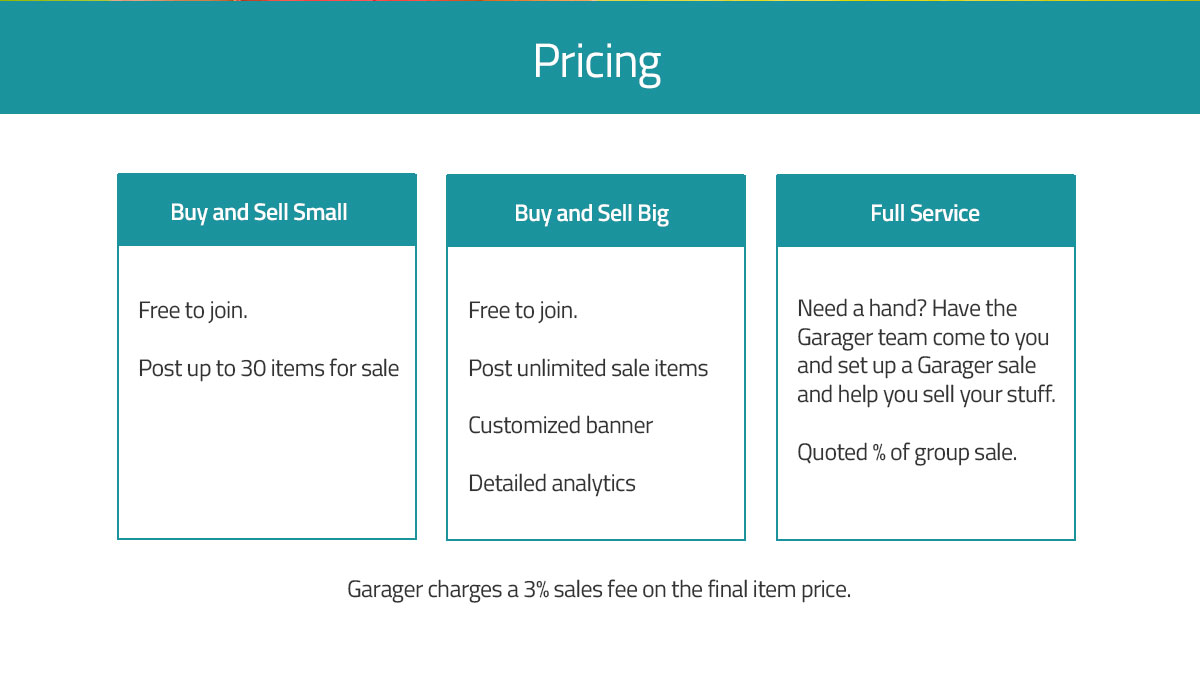 Pricing
Buy and Sell Small
Free to join.
Post up to 30 items for sale
Buy and Sell Big
Free to join.
Post unlimited sale items
Customized banner
Detailed analytics
Full Service
Need a hand? Have the
Garager team come to you
and set up a Garager sale
and help you sell your stuff.
Quoted % of group sale.
Garager charges a 3% sales fee on the final item price.